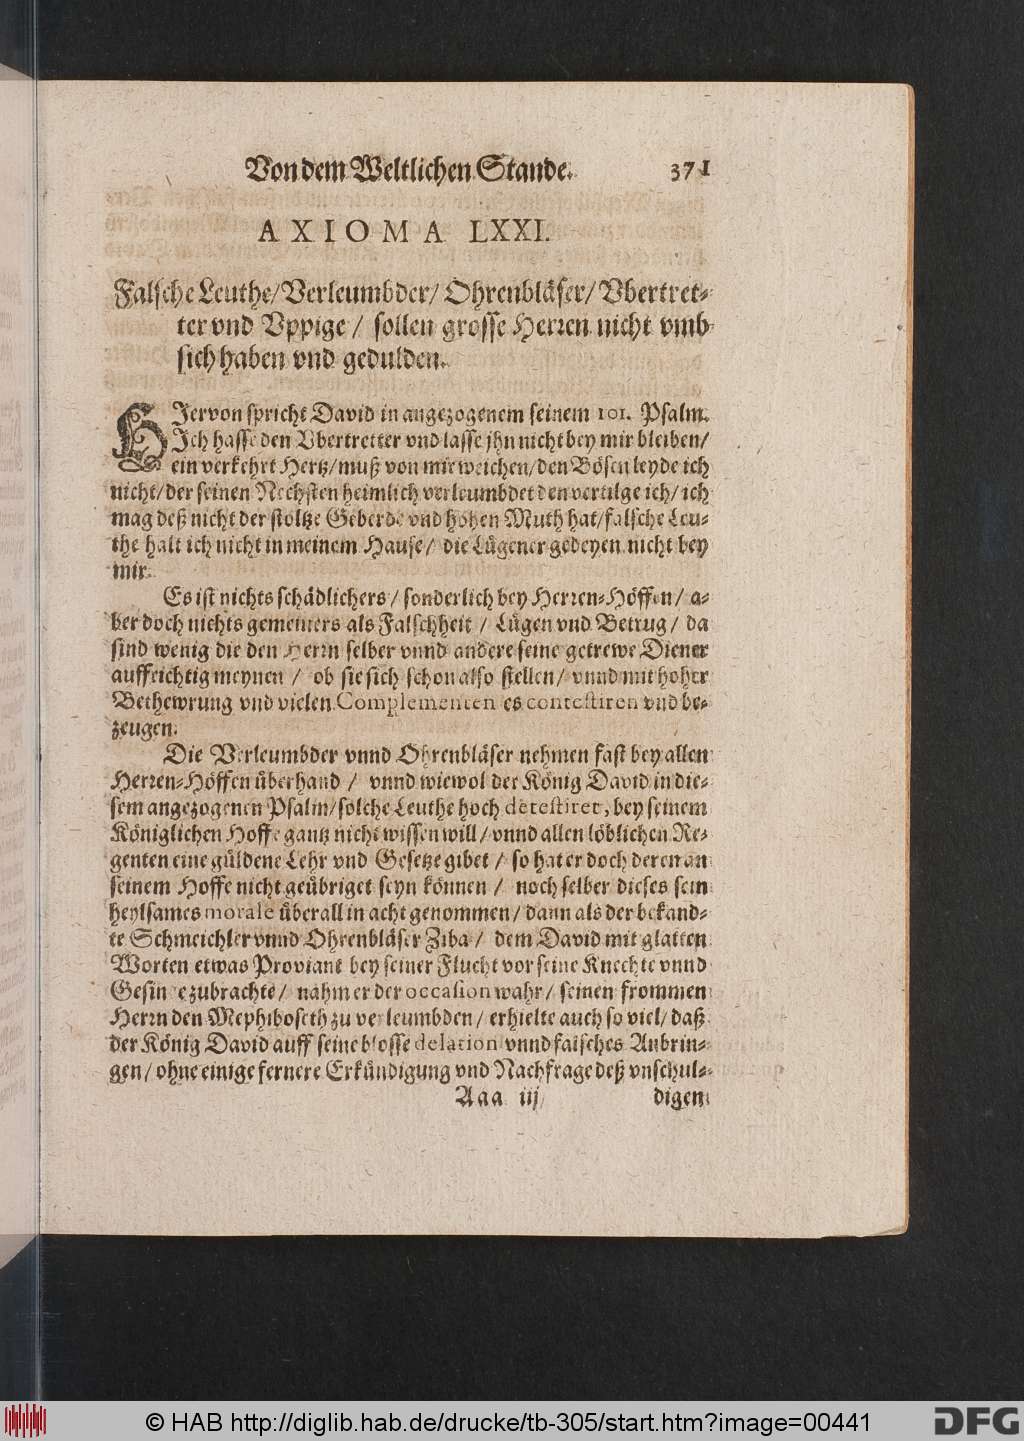 Von dem Weltlichen Stande. 371
AXIOMA LXXI.
Falsche Leuthe/ Verleumbder/ Ohrenbläser/ Vbertret-
ter vnd Vppige / sollen grosse Herren nicht vmb
sich haben vnd gedulden.
HIervon spricht David in angezogenem seinem 101. Psalm.
Ich hasse den Vbertretter vnd lasse jhn nicht bey mir bleiben/
ein verkehrt Hertz/ muß von mir weichen/ den Bösen leyde ich
nicht/ der seinen Nechsten heimlich verleumbdet den vertilge ich/ ich
mag deß nicht der stoltze Geberde vnd hohen Muth hat/ falsche Leu-
the halt ich nicht in meinem Hause/ die Lügener gedeyen nicht bey
mir.
Es ist nichts schädlichers / sonderlich bey Herren-Höffen/ a-
ber doch nichts gemeiners als Falschheit / Lügen vnd Betrug/ da
sind wenig die den Herrn selber vnnd andere seine getrewe Diener
auffrichtig meynen / ob sie sich schon also stellen/ vnnd mit hoher
Bethewrung vnd vielen Complementen es contestiren vnd be-
zeugen.
Die Verleumbder vnnd Ohrenbläser nehmen fast bey allen
Herren-Höffen überhand / vnnd wiewol der König David in die-
sem angezogenen Psalm/ solche Leuthe hoch detestiret, bey seinem
Königlichen Hoffe gantz nicht wissen will/ vnnd allen löblichen Re-
genten eine güldene Lehr vnd Gesetze gibet / so hat er doch deren an
seinem Hoffe nicht geübriget seyn können / noch selber dieses sein
heylsames morale überall in acht genommen/ dann als der bekand-
te Schmeichler vnnd Ohrenbläser Ziba/ dem David mit glatten
Worten etwas Proviant bey seiner Flucht vor seine Knechte vnnd
Gesinde zubrachte/ nahm er der occasion wahr/ seinen frommen
Herrn den Mephiboseth zu verleumbden/ erhielte auch so viel/ daß
der König David auff seine blosse delation vnnd falsches Anbrin-
gen/ ohne einige fernere Erkündigung vnd Nachfrage deß vnschul-
Aaa iij digen
© HAB http://diglib.hab.de/drucke/tb-305/start.htm?image=00441 DFG